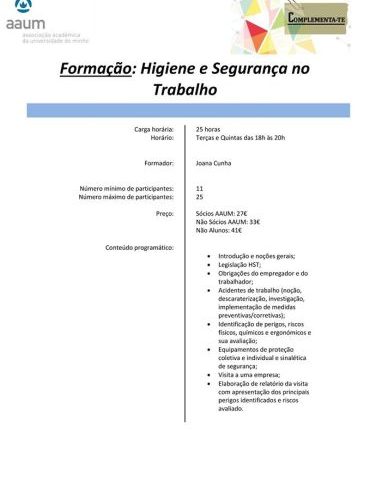 aaum
associação académica
da universidade do minho
COMPLEMENTA-TE
Formação: Higiene e Segurança no
Trabalho
Carga horária: 25 horas
Horário: Terças e Quintas das 18h às 20h
Formador: Joana Cunha
Número mínimo de participantes: 11
Número máximo de participantes: 25
Preço: Sócios AAUM: 27€
Não Sócios AAUM: 33€
Não Alunos: 41€
Conteúdo programático:
• Introdução e noções gerais;
• Legislação HST;
• Obrigações do empregador e do
trabalhador;
• Acidentes de trabalho (noção,
descaraterização, investigação,
implementação de medidas
preventivas/corretivas);
• Identificação de perigos, riscos
físicos, químicos e ergonómicos e
sua avaliação;
• Equipamentos de proteção
coletiva e individual e sinalética
de segurança;
• Visita a uma empresa;
• Elaboração de relatório da visita
com apresentação dos principais
perigos identificados e riscos
avaliado.